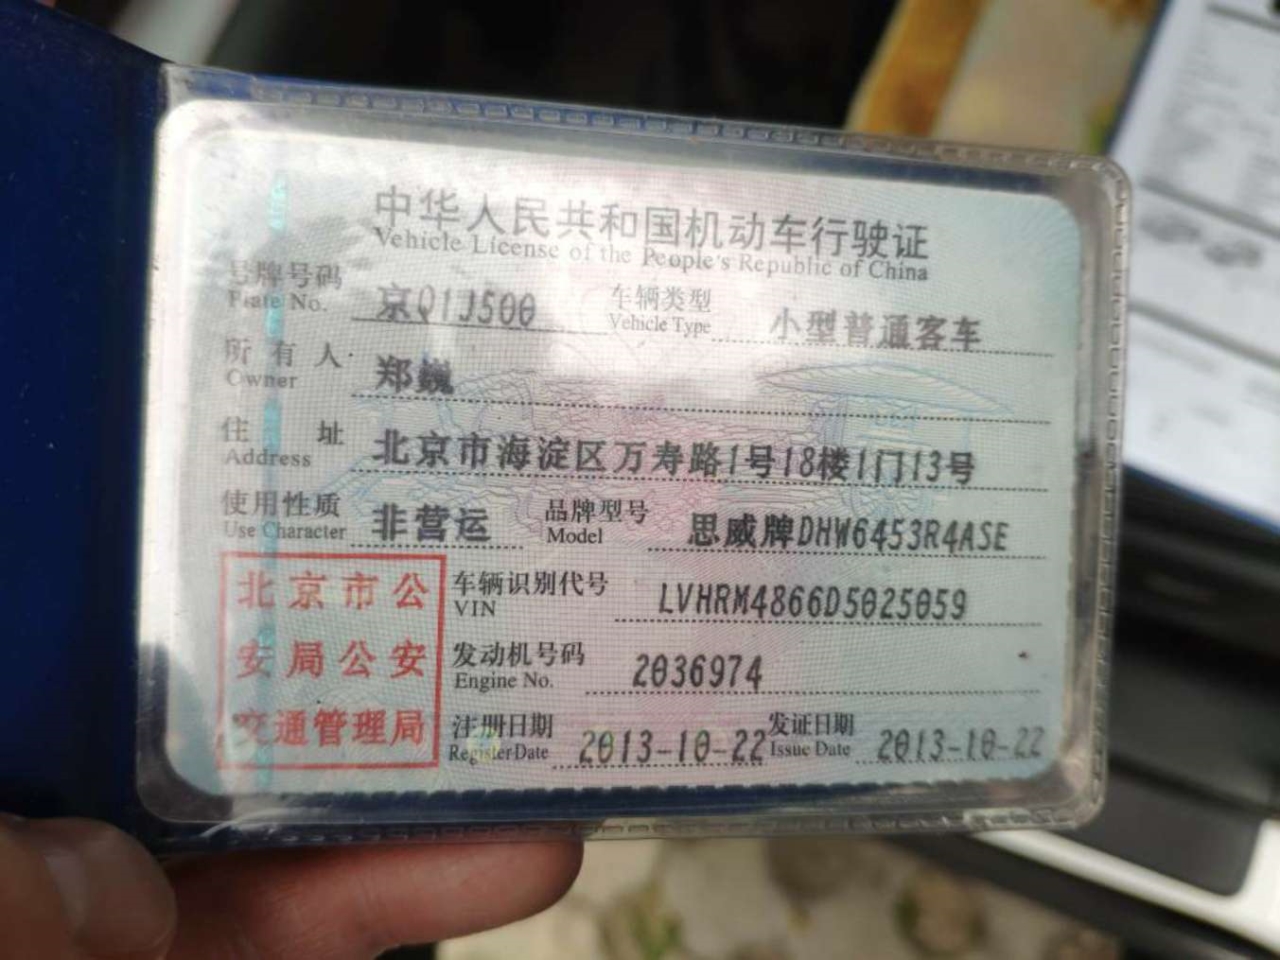 中华人民共和国机动车行驶证
Vehicle License of the People's Republic of China
号牌号码 京Q1J500 车辆类型 小型普通客车
Plate No. Vehicle Type
所有人 郑巍
Owner
住址 北京市海淀区万寿路1号18楼1门13号
Address
使用性质 非营运 品牌型号 思威牌DHW6453R4ASE
Use Character Model
北京市公
安局公安
交通管理局
车辆识别代号 LVHRM4866D5025059
VIN
发动机号码 2036974
Engine No.
注册日期 2013-10-22 发证日期 2013-10-22
Register Date Issue Date